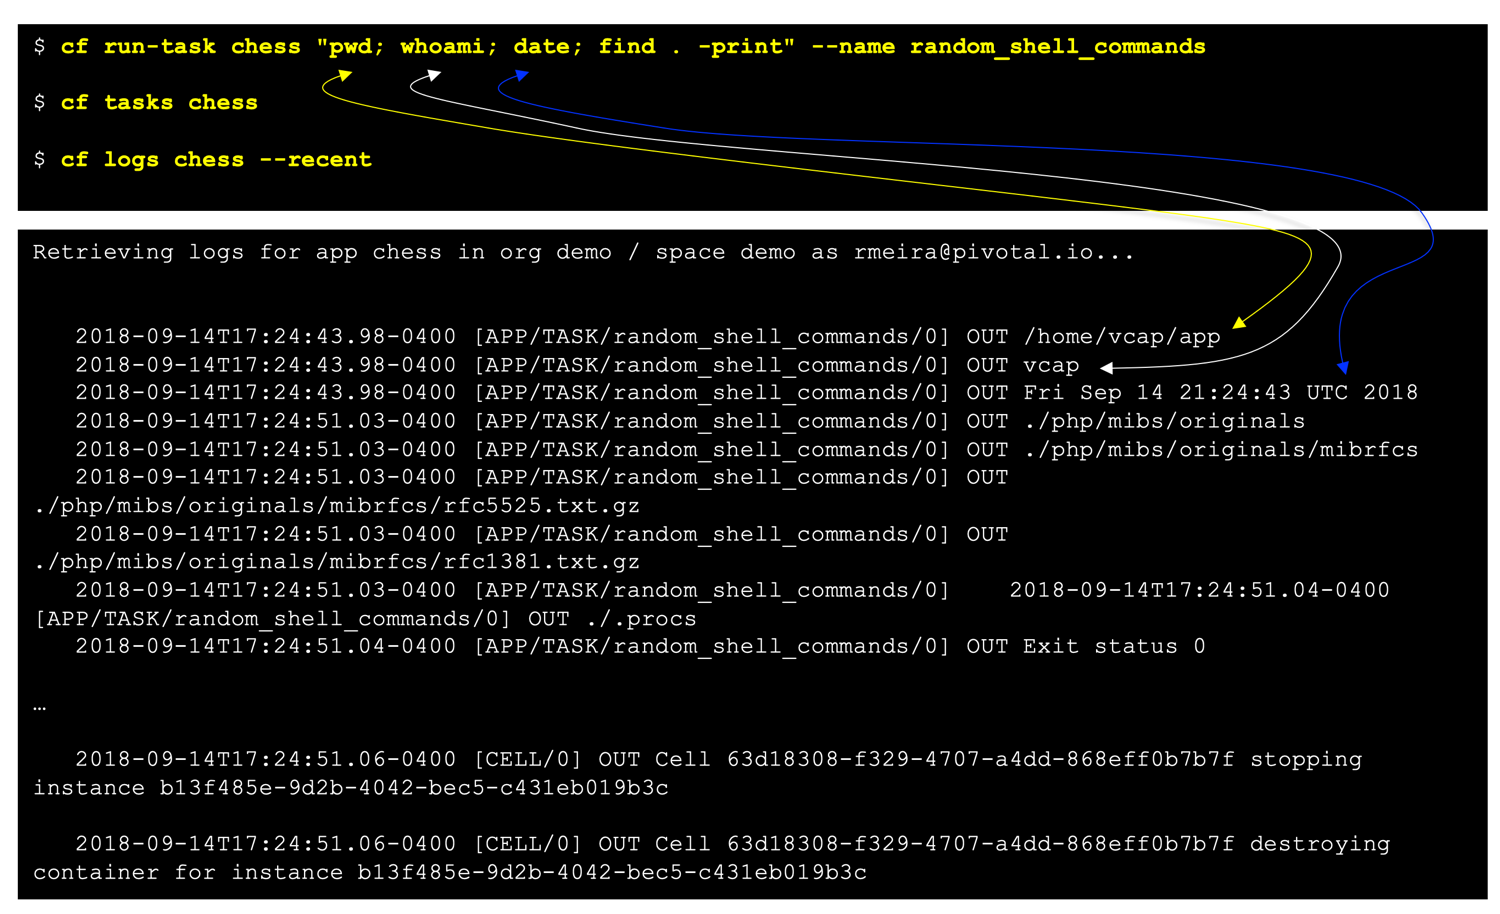 $ cf run-task chess "pwd; whoami; date; find . -print" --name random_shell_commands
$ cf tasks chess
$ cf logs chess --recent
Retrieving logs for app chess in org demo / space demo as rmeira@pivotal.io...
2018-09-14T17:24:43.98-0400 [APP/TASK/random_shell_commands/0] OUT /home/vcap/app
2018-09-14T17:24:43.98-0400 [APP/TASK/random_shell_commands/0] OUT vcap
2018-09-14T17:24:43.98-0400 [APP/TASK/random_shell_commands/0] OUT Fri Sep 14 21:24:43 UTC 2018
2018-09-14T17:24:51.03-0400 [APP/TASK/random_shell_commands/0] OUT ./php/mibs/originals
2018-09-14T17:24:51.03-0400 [APP/TASK/random_shell_commands/0] OUT ./php/mibs/originals/mibrfcs
2018-09-14T17:24:51.03-0400 [APP/TASK/random_shell_commands/0] OUT
./php/mibs/originals/mibrfcs/rfc5525.txt.gz
2018-09-14T17:24:51.03-0400 [APP/TASK/random_shell_commands/0] OUT
./php/mibs/originals/mibrfcs/rfc1381.txt.gz
2018-09-14T17:24:51.03-0400 [APP/TASK/random_shell_commands/0]    2018-09-14T17:24:51.04-0400
[APP/TASK/random_shell_commands/0] OUT ./.procs
2018-09-14T17:24:51.04-0400 [APP/TASK/random_shell_commands/0] OUT Exit status 0
…
2018-09-14T17:24:51.06-0400 [CELL/0] OUT Cell 63d18308-f329-4707-a4dd-868eff0b7b7f stopping
instance b13f485e-9d2b-4042-bec5-c431eb019b3c
2018-09-14T17:24:51.06-0400 [CELL/0] OUT Cell 63d18308-f329-4707-a4dd-868eff0b7b7f destroying
container for instance b13f485e-9d2b-4042-bec5-c431eb019b3c